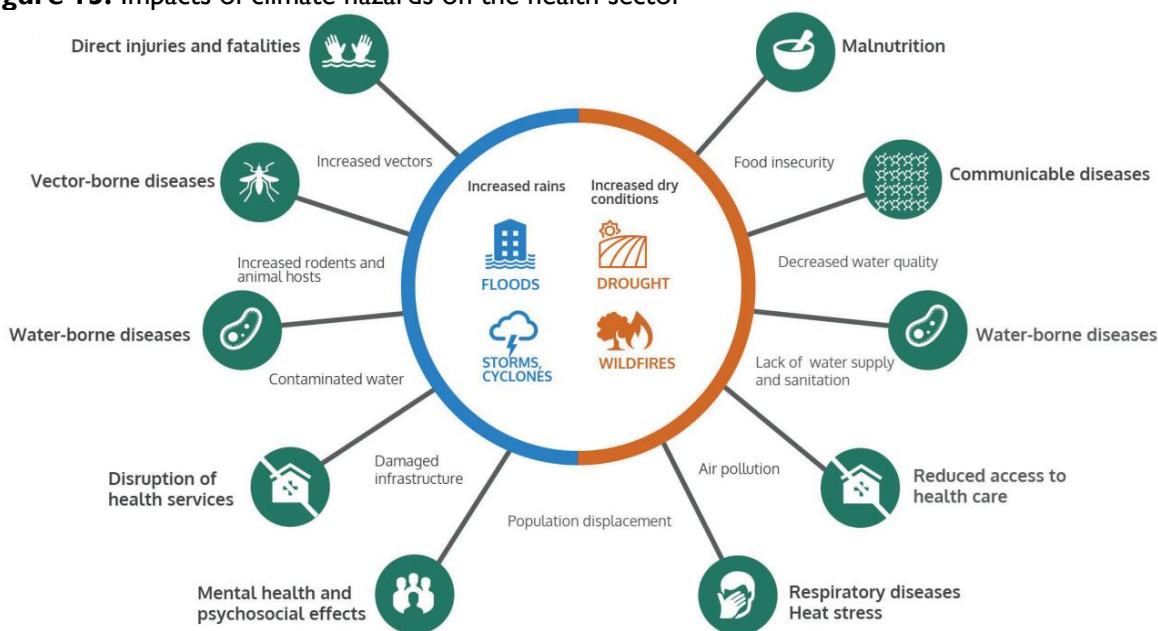 gure 15: Impacts of climate hazards on the health sector
Direct injuries and fatalities
Malnutrition
Increased vectors
Food insecurity
Vector-borne diseases
Communicable diseases
Increased rains
Increased dry
conditions
Increased rodents and
animal hosts
Decreased water quality
FLOODS
DROUGHT
Water-borne diseases
Water-borne diseases
STORMS,
CYCLONES
WILDFIRES
Contaminated water
Lack of water supply
and sanitation
Damaged
infrastructure
Air pollution
Disruption of
health services
Reduced access to
health care
Population displacement
Mental health and
psychosocial effects
Respiratory diseases
Heat stress